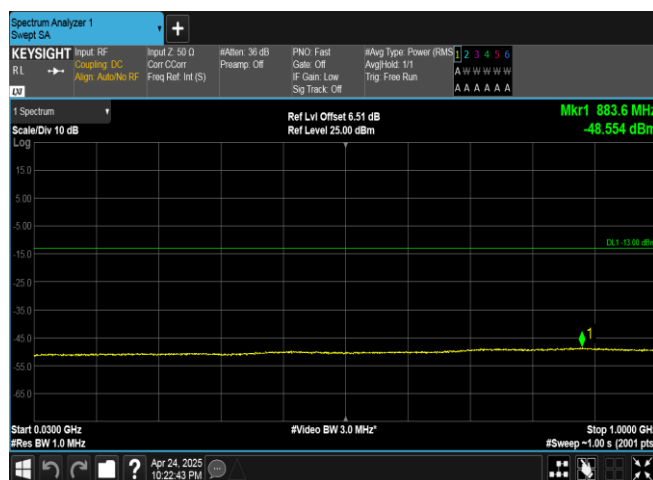 Spectrum Analyzer 1
Swept SA
+
KEYSIGHT
RL
LXI
Input: RF
Coupling: DC
Align: Auto/No RF
Input Z: 50 Ω
Corr CCorr
Freq Ref: Int (S)
#Atten: 36 dB
Preamp: Off
PNO: Fast
Gate: Off
IF Gain: Low
Sig Track: Off
#Avg Type: Power (RMS
Avg|Hold: 1/1
Trig: Free Run
1 2 3 4 5 6
A W W W W W
A A A A A A
1 Spectrum
Scale/Div 10 dB
Log
Ref Lvl Offset 6.51 dB
Ref Level 25.00 dBm
Mkr1 883.6 MHz
-48.554 dBm
15.0
5.00
-5.00
DL1 -13.00 dBm
-25.0
-35.0
1
-45.0
-55.0
-65.0
Start 0.0300 GHz
#Res BW 1.0 MHz
#Video BW 3.0 MHz*
Stop 1.0000 GHz
#Sweep ~1.00 s (2001 pts
?
Apr 24, 2025
10:22:43 PM